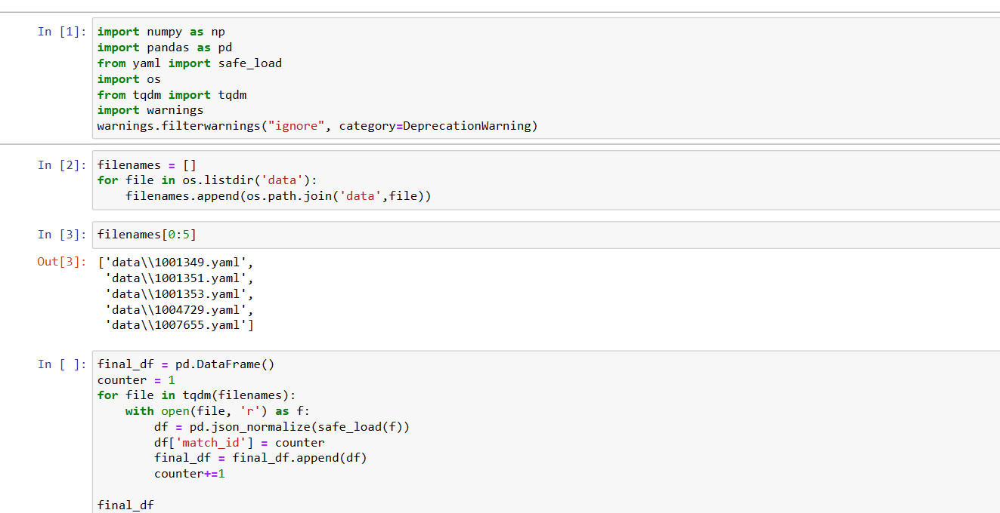 In [1]: import numpy as np
import pandas as pd
from yaml import safe_load
import os
from tqdm import tqdm
import warnings
warnings.filterwarnings("ignore", category=DeprecationWarning)
In [2]: filenames = []
for file in os.listdir('data'):
    filenames.append(os.path.join('data',file))
In [3]: filenames[0:5]
Out[3]: ['data\\1001349.yaml',
 'data\\1001351.yaml',
 'data\\1001353.yaml',
 'data\\1004729.yaml',
 'data\\1007655.yaml']
In [ ]: final_df = pd.DataFrame()
counter = 1
for file in tqdm(filenames):
    with open(file, 'r') as f:
        df = pd.json_normalize(safe_load(f))
        df['match_id'] = counter
        final_df = final_df.append(df)
        counter+=1
final_df